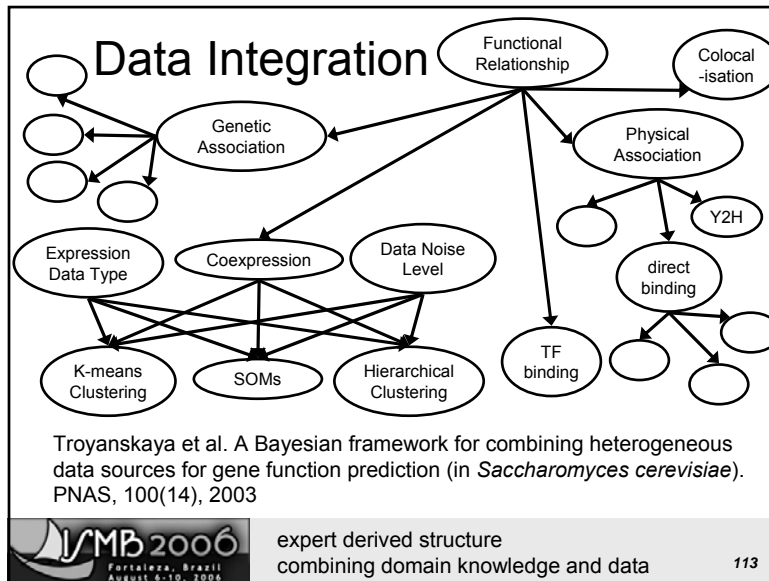 Data Integration
Functional
Relationship
Colocal
-isation
Genetic
Association
Physical
Association
Y2H
Expression
Data Type
Coexpression
Data Noise
Level
direct
binding
K-means
Clustering
SOMs
Hierarchical
Clustering
TF
binding
Troyanskaya et al. A Bayesian framework for combining heterogeneous
data sources for gene function prediction (in Saccharomyces cerevisiae).
PNAS, 100(14), 2003
ISMB 2006
Fortaleza, Brazil
August 6-10, 2006
expert derived structure
combining domain knowledge and data
113